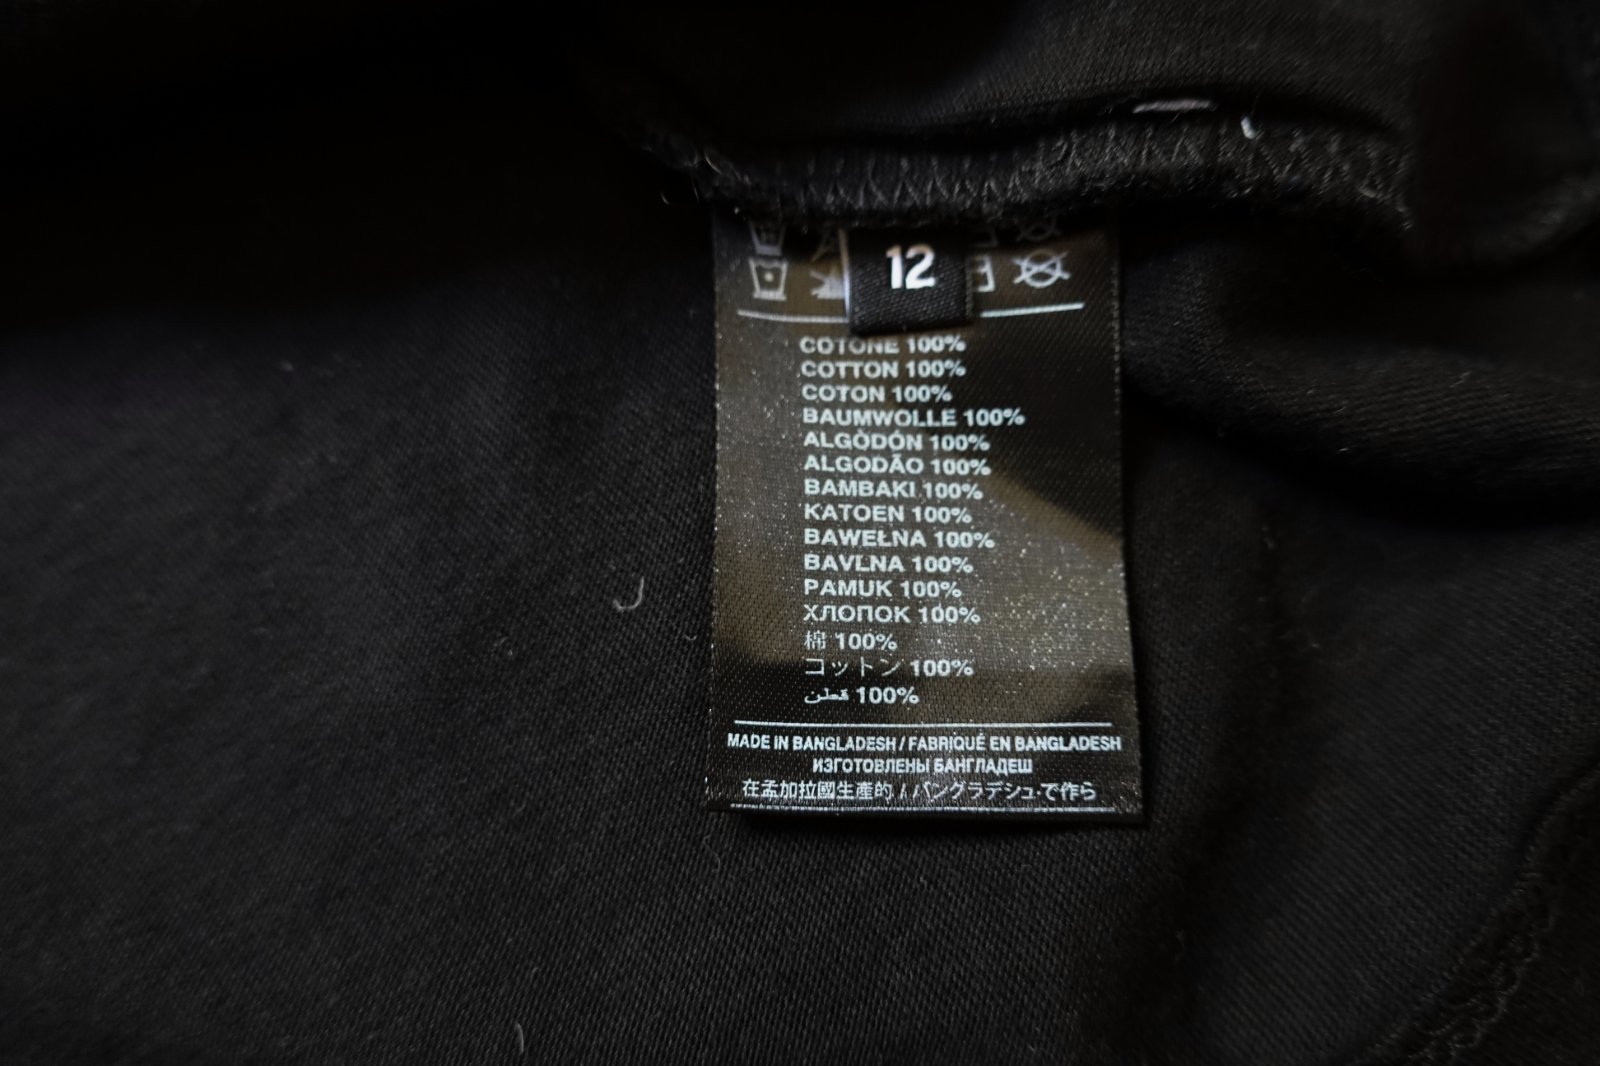 12
COTONE 100%
COTTON 100%
COTON 100%
BAUMWOLLE 100%
ALGÒDÓN 100%
ALGODÃO 100%
BAMBAKI 100%
KATOEN 100%
BAWEŁNA 100%
BAVLNA 100%
PAMUK 100%
ХЛОПОК 100%
棉 100%
コットン 100%
قطن 100%
MADE IN BANGLADESH / FABRIQUÉ EN BANGLADESH
ИЗГОТОВЛЕНЫ БАНГЛАДЕШ
在孟加拉國生産的 / バングラデシュで作ら